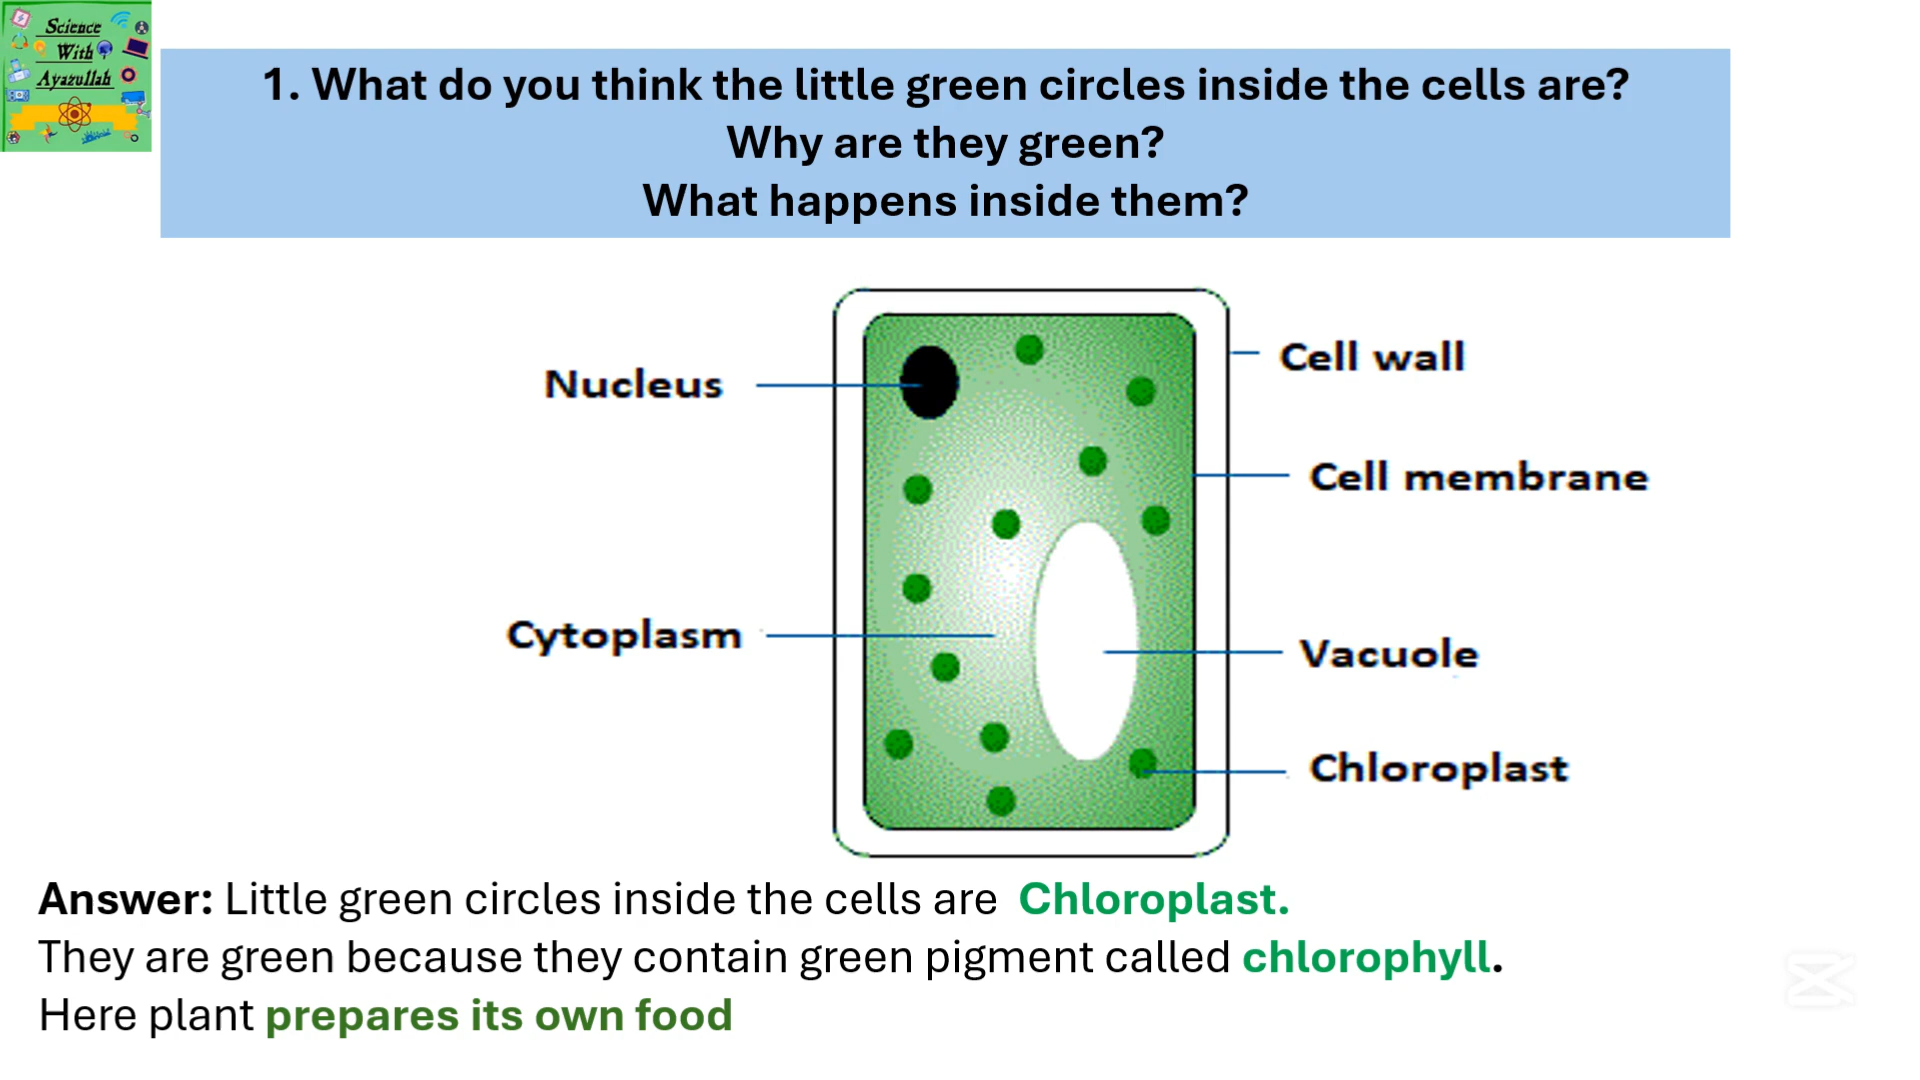 Science
With
Ayazullah
1. What do you think the little green circles inside the cells are?
Why are they green?
What happens inside them?
Nucleus
Cell wall
Cell membrane
Cytoplasm
Vacuole
Chloroplast
Answer: Little green circles inside the cells are Chloroplast.
They are green because they contain green pigment called chlorophyll.
Here plant prepares its own food